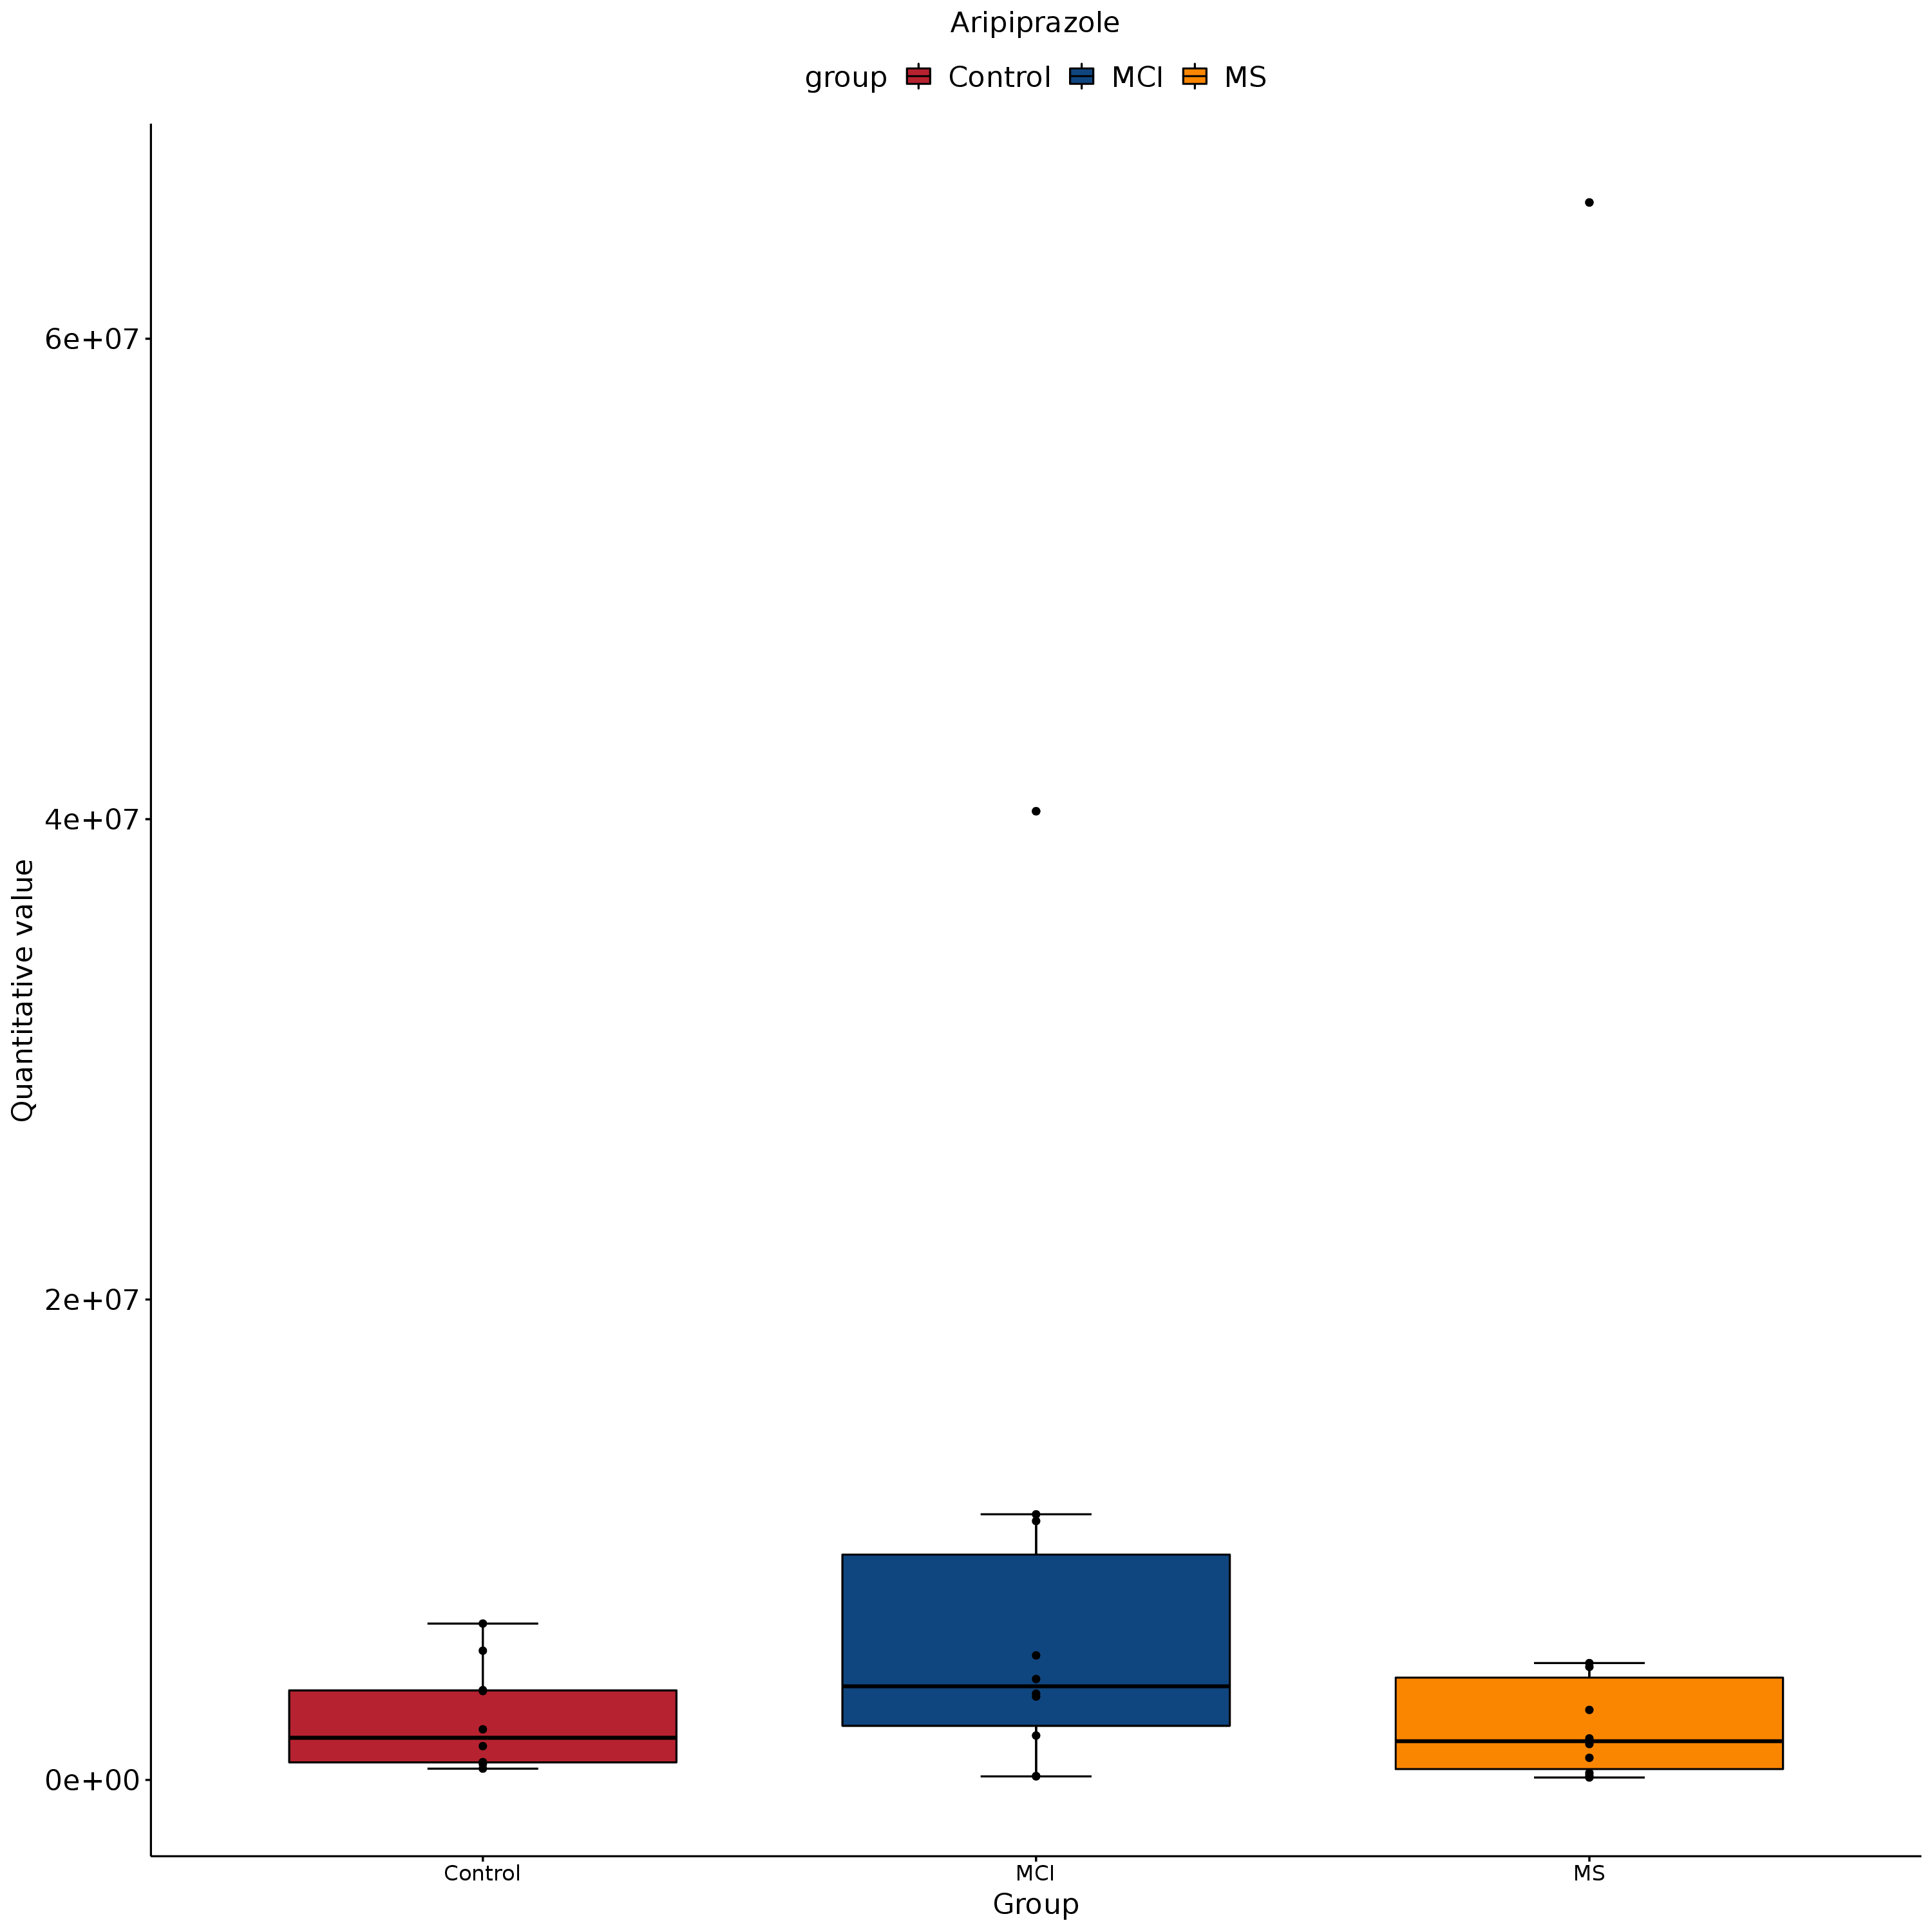 Aripiprazole
group Control MCI MS
6e+07
4e+07
2e+07
0e+00
Quantitative value
Control MCI MS
Group